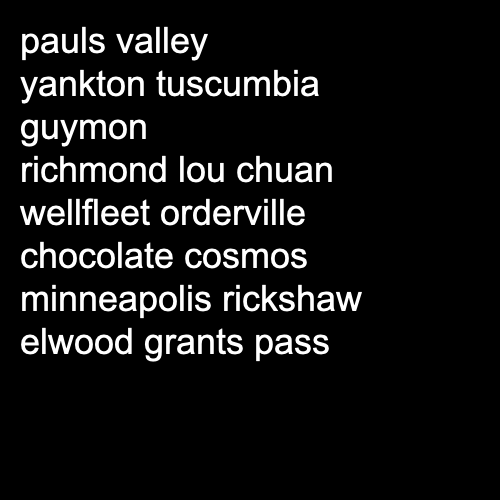 pauls valley
yankton tuscumbia
guymon
richmond lou chuan
wellfleet orderville
chocolate cosmos
minneapolis rickshaw
elwood grants pass